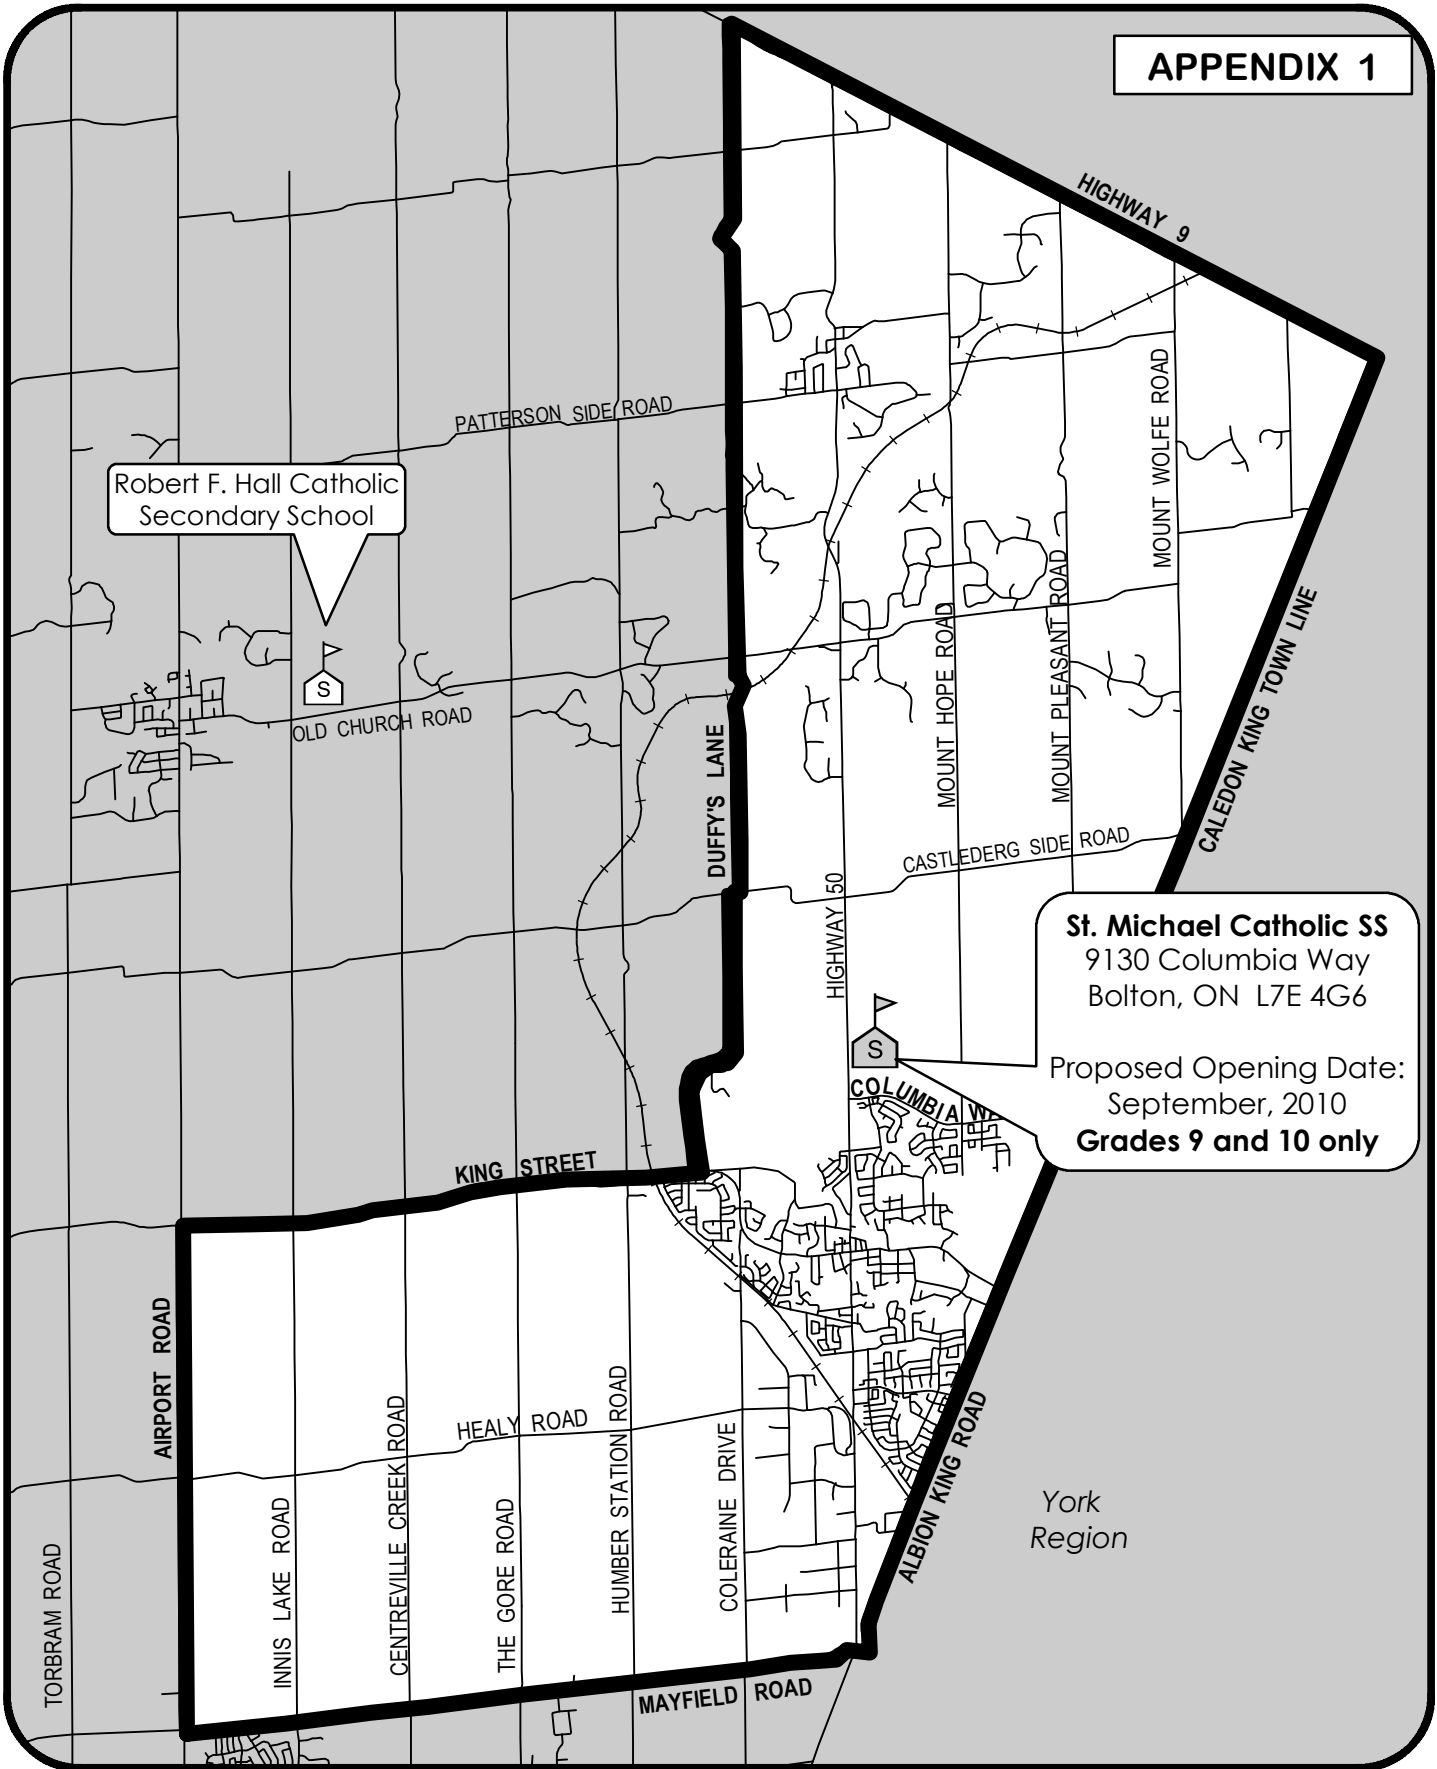 APPENDIX 1
HIGHWAY 9
PATTERSON SIDE ROAD
MOUNT WOLFE ROAD
Robert F. Hall Catholic
Secondary School
S
OLD CHURCH ROAD
DUFFY'S LANE
MOUNT HOPE ROAD
MOUNT PLEASANT ROAD
CALEDON KING TOWN LINE
CASTLEDERG SIDE ROAD
HIGHWAY 50
St. Michael Catholic SS
9130 Columbia Way
Bolton, ON L7E 4G6
Proposed Opening Date:
September, 2010
Grades 9 and 10 only
S
COLUMBIA WA
KING STREET
AIRPORT ROAD
HEALY ROAD
TORBRAM ROAD
INNIS LAKE ROAD
CENTREVILLE CREEK ROAD
THE GORE ROAD
HUMBER STATION ROAD
COLERAINE DRIVE
ALBION KING ROAD
York
Region
MAYFIELD ROAD